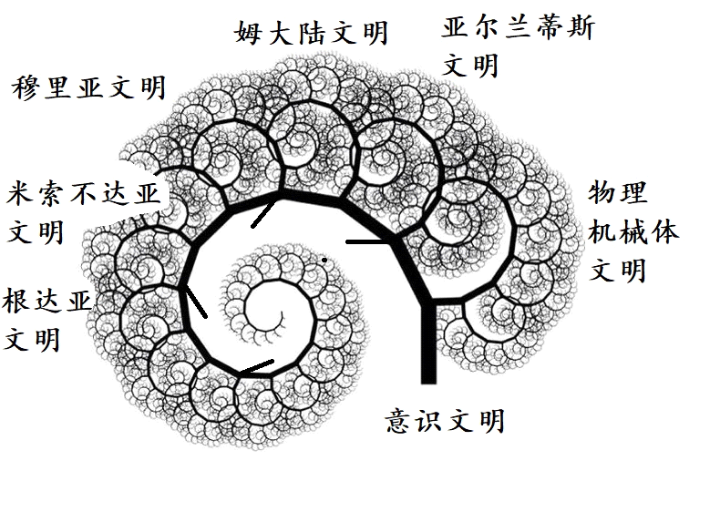 姆大陆文明
亚尔兰蒂斯
文明
穆里亚文明
米索不达亚
文明
物理
机械体
文明
根达亚
文明
意识文明